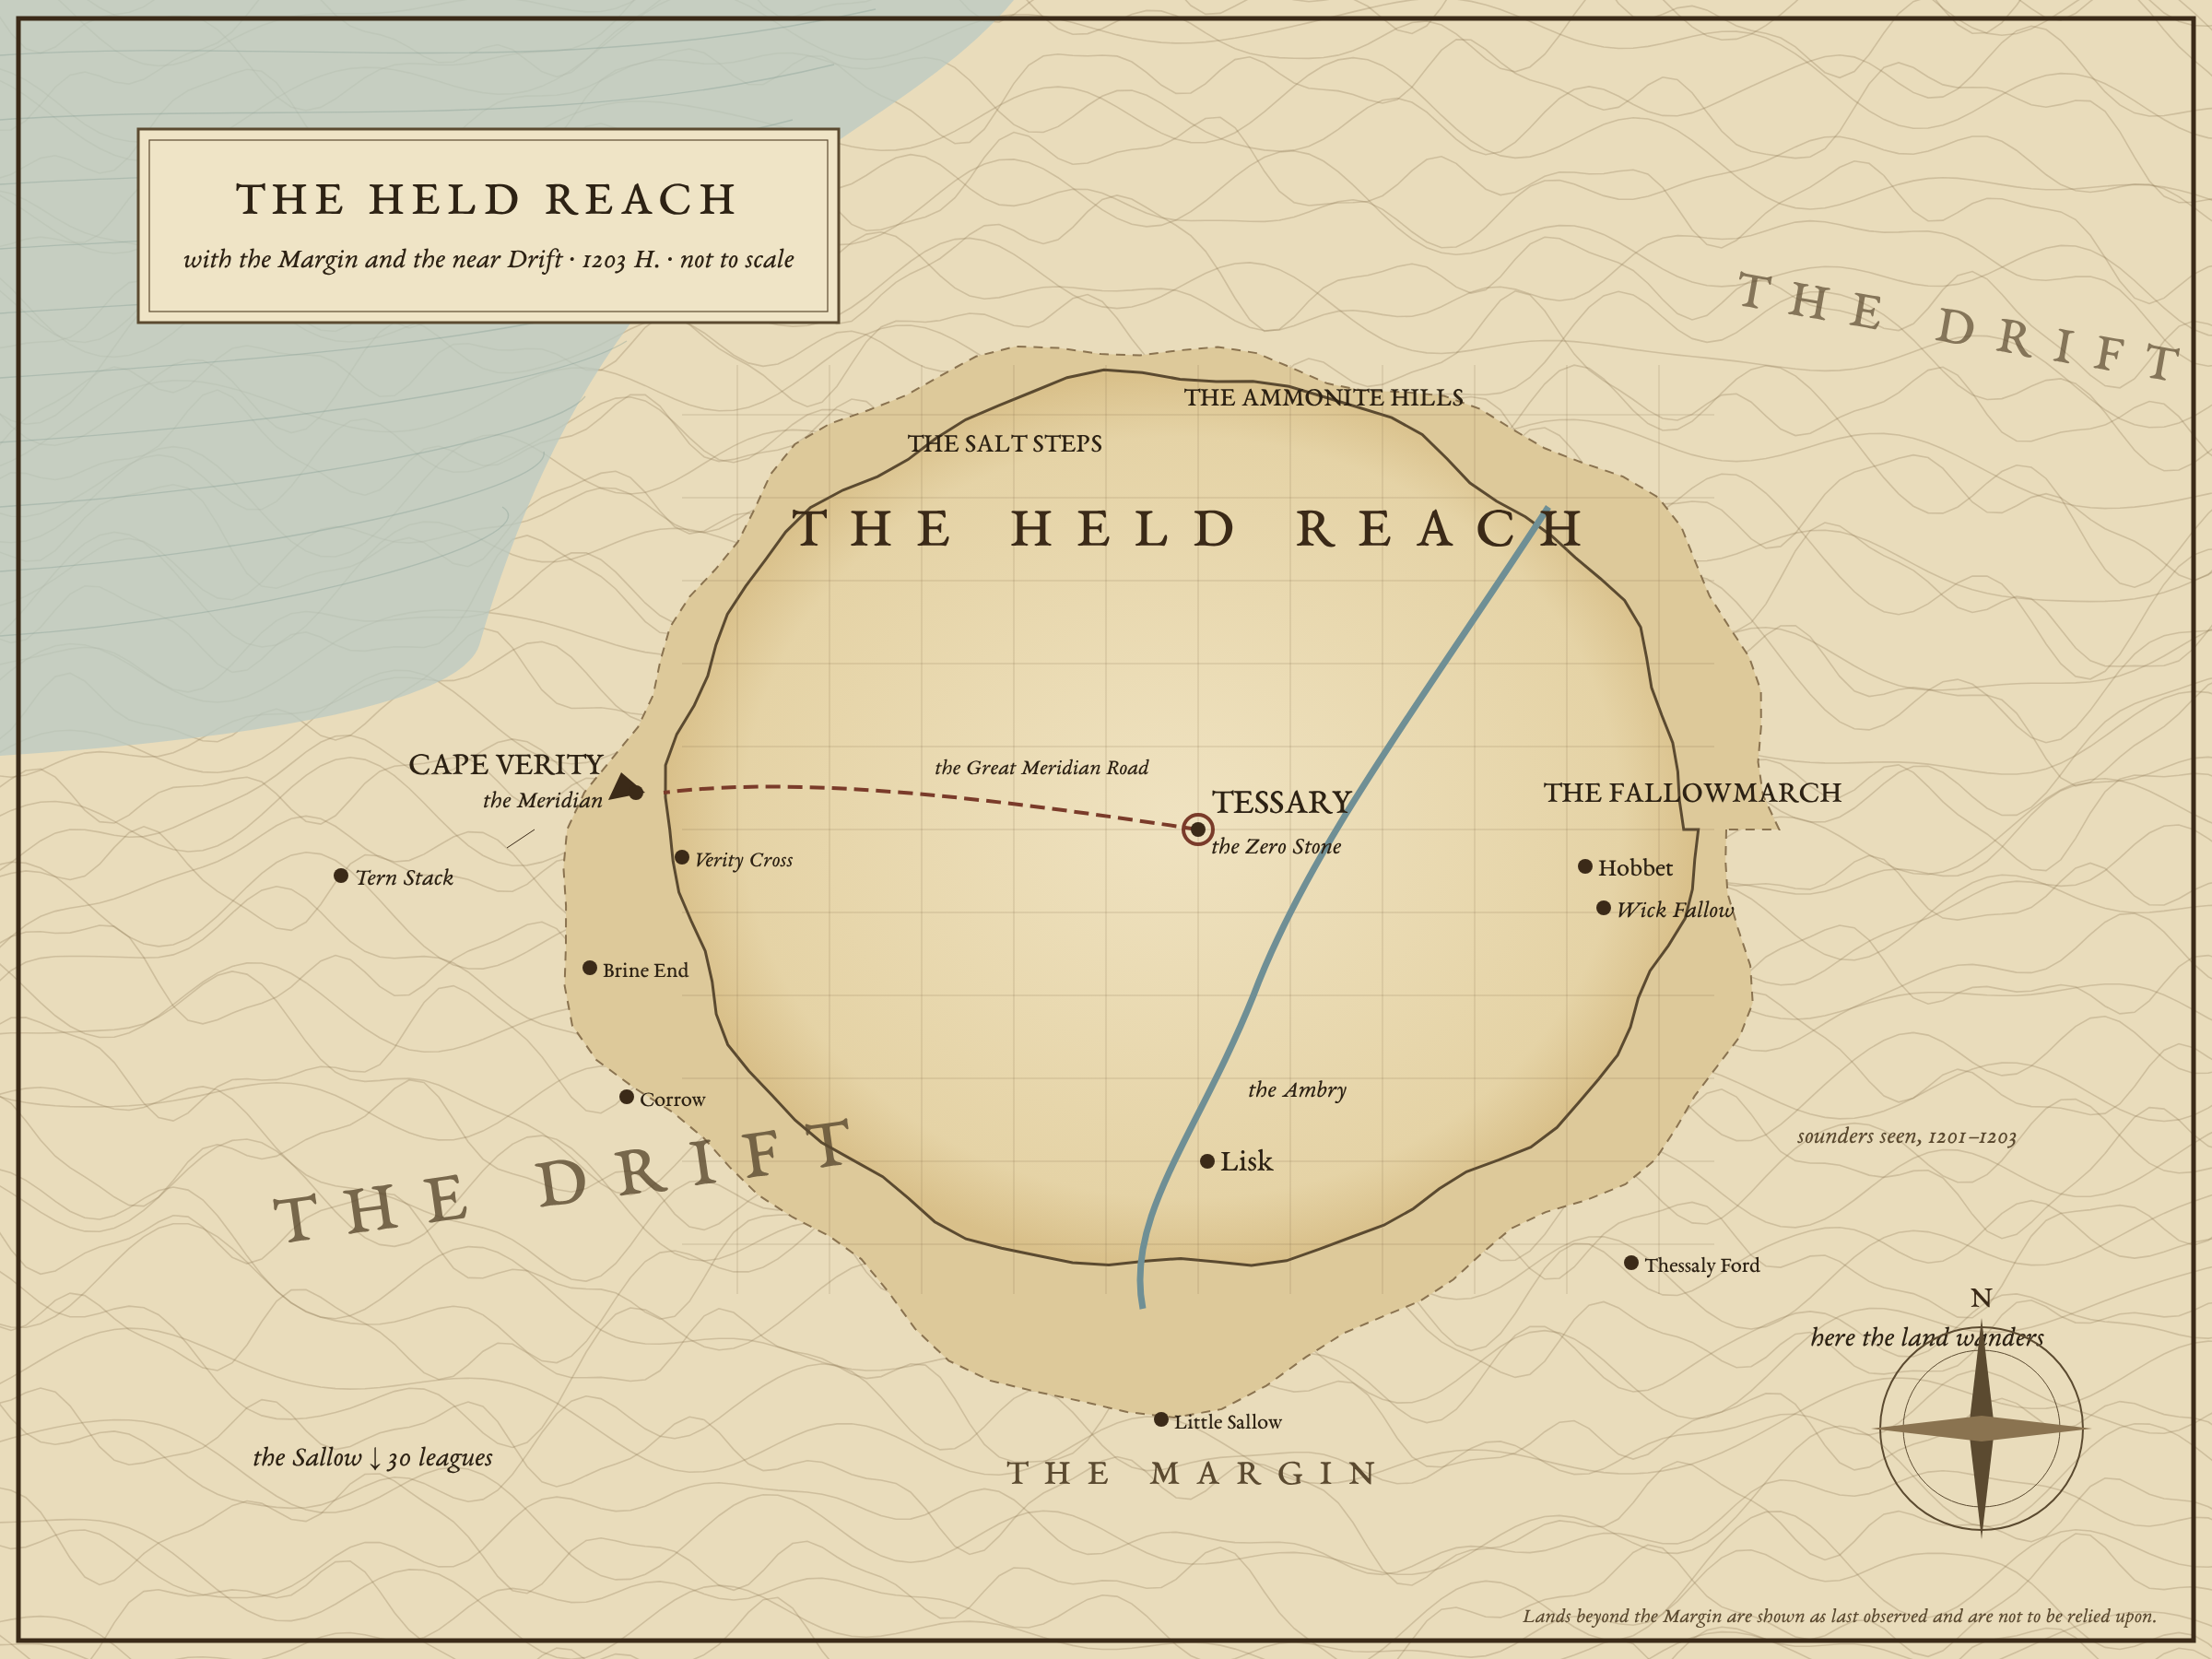 THE HELD REACH
with the Margin and the near Drift · 1203 H. · not to scale
THE DRIFT
THE AMMONITE HILLS
THE SALT STEPS
THE HELD REACH
CAPE VERITY
the Meridian
the Great Meridian Road
TESSARY
the Zero Stone
THE FALLOWMARCH
Verity Cross
Tern Stack
Hobbet
Wick Fallow
Brine End
Corrow
the Ambry
THE DRIFT
sounders seen, 1201–1203
Lisk
Thessaly Ford
N
here the land wanders
Little Sallow
the Sallow ↓ 30 leagues
THE MARGIN
Lands beyond the Margin are shown as last observed and are not to be relied upon.